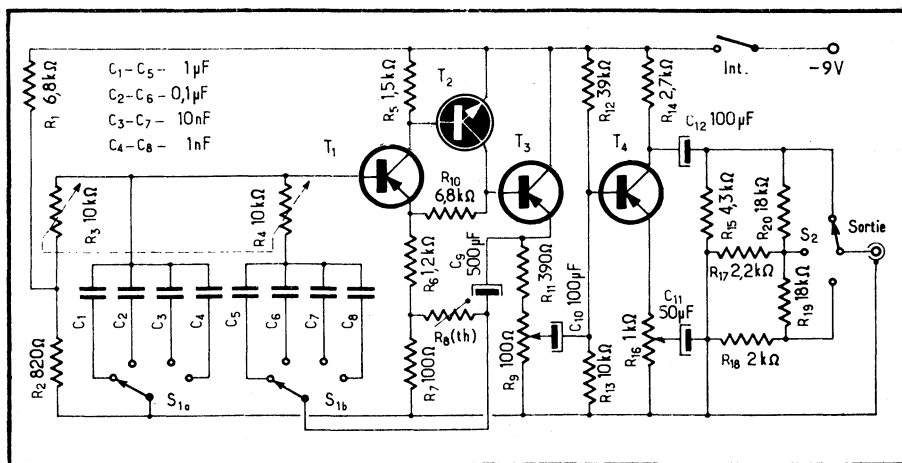 C1-C5- 1µF
C2-C6- 0,1µF
C3-C7- 10nF
C4-C8- 1nF
R1 6,8kΩ
R5 1,5kΩ
T2
R12 39kΩ
R14 2,7kΩ
Int.
-9V
C12 100µF
T1
T3
T4
R3 10kΩ
R4 10kΩ
R10
6,8kΩ
R15 4,3kΩ
R20 18kΩ
S2
Sortie
R6 1,2kΩ
C9
500µF
R11 390Ω
C10 100µF
R17 2,2kΩ
R19 18kΩ
C1
C2
C3
C4
C5
C6
C7
C8
R8(th)
C11
50µF
R2 820Ω
R7 100Ω
R9 100Ω
R13 10kΩ
R16 1kΩ
R18 2kΩ
S1a
S1b